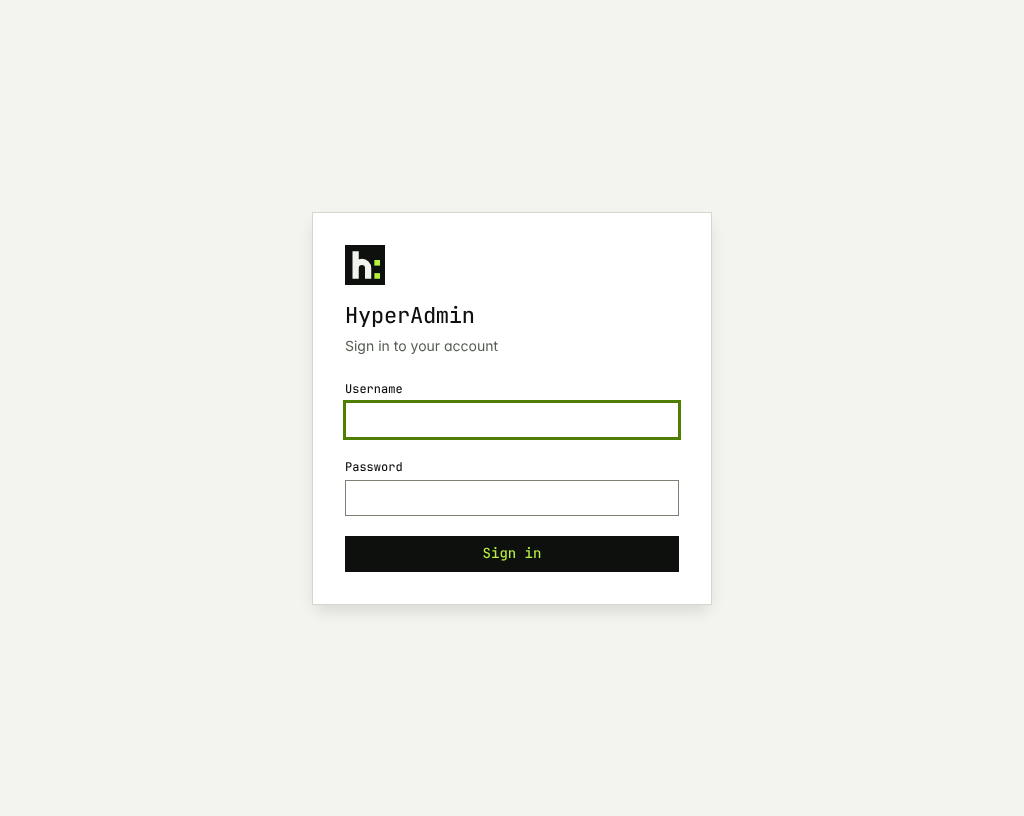 h:
HyperAdmin
Sign in to your account
Username
Password
Sign in